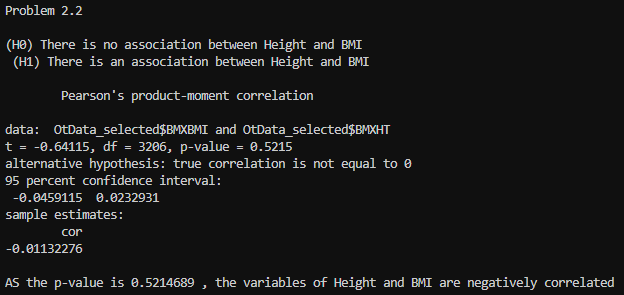 Problem 2.2
(H0) There is no association between Height and BMI
(H1) There is an association between Height and BMI
Pearson's product-moment correlation
data:  OtData_selected$BMXBMI and OtData_selected$BMXHT
t = -0.64115, df = 3206, p-value = 0.5215
alternative hypothesis: true correlation is not equal to 0
95 percent confidence interval:
-0.0459115  0.0232931
sample estimates:
cor
-0.01132276
AS the p-value is 0.5214689 , the variables of Height and BMI are negatively correlated